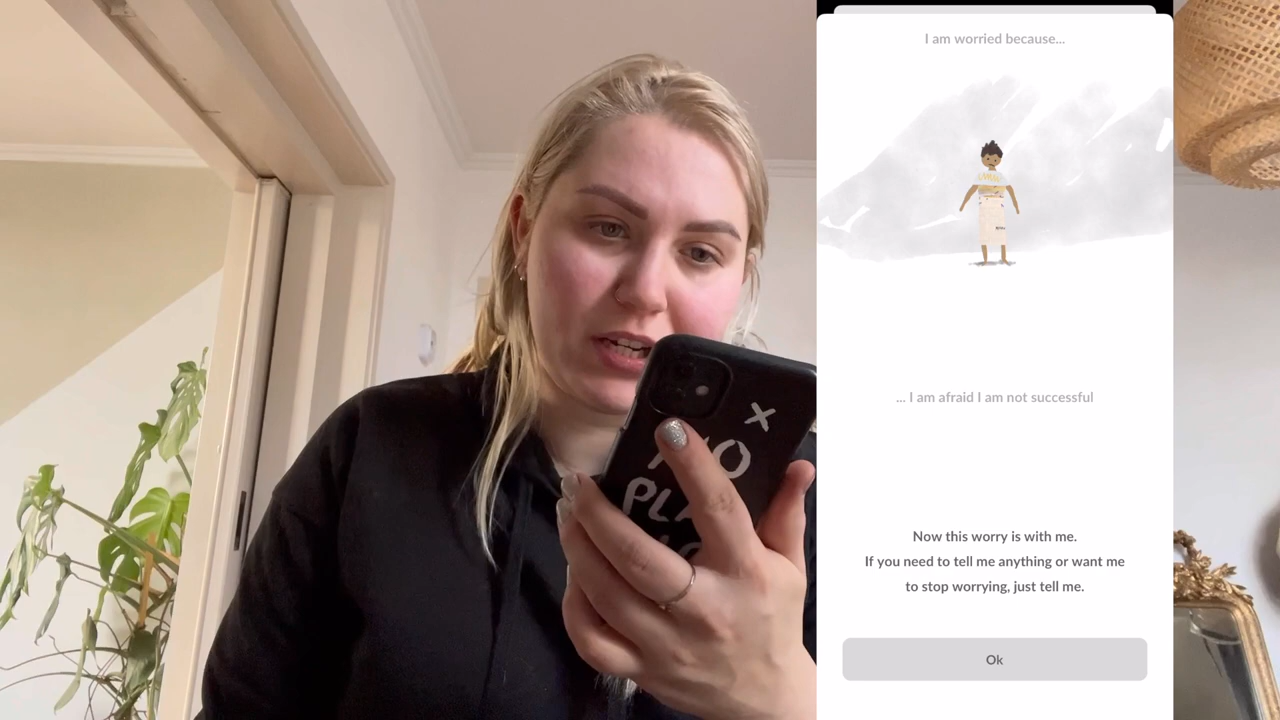 I am worried because...
... I am afraid I am not successful
Now this worry is with me.
If you need to tell me anything or want me
to stop worrying, just tell me.
Ok
X
NO